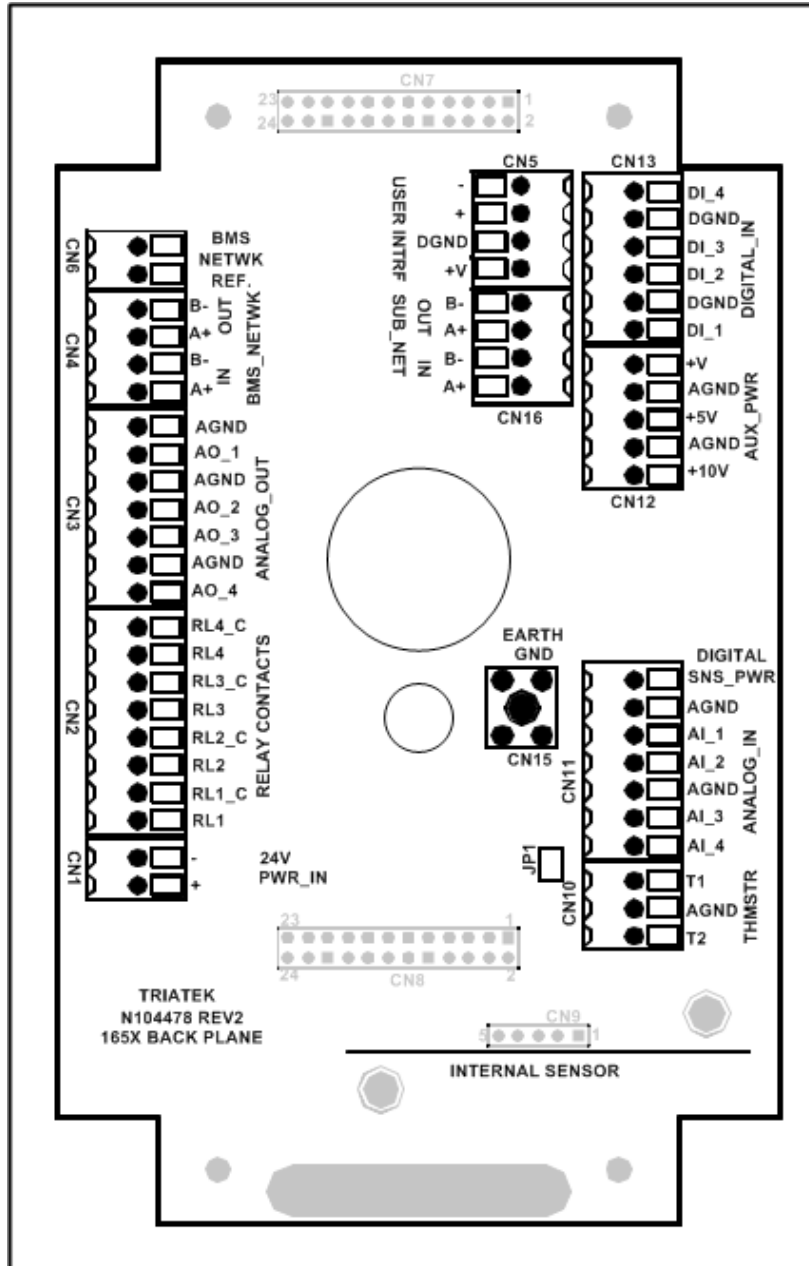 CN7
23
1
24
2
CN5
CN13
USER INTRF
-
+
DGND
+V
SUB_NET
OUT
IN
B-
A+
B-
A+
CN16
DI_4
DGND
DI_3
DI_2
DGND
DI_1
DIGITAL_IN
+V
AGND
+5V
AGND
+10V
AUX_PWR
CN12
CN6
BMS
NETWK
REF.
CN4
B-
A+
B-
A+
OUT
IN
BMS_NETWK
CN3
AGND
AO_1
AGND
AO_2
AO_3
AGND
AO_4
ANALOG_OUT
CN2
RL4_C
RL4
RL3_C
RL3
RL2_C
RL2
RL1_C
RL1
RELAY CONTACTS
CN1
-
+
24V
PWR_IN
EARTH
GND
CN15
DIGITAL
SNS_PWR
AGND
AI_1
AI_2
AGND
AI_3
AI_4
ANALOG_IN
CN11
JP1
CN10
T1
AGND
T2
THMSTR
23
1
24
2
CN8
TRIATEK
N104478 REV2
165X BACK PLANE
CN9
5
1
INTERNAL SENSOR